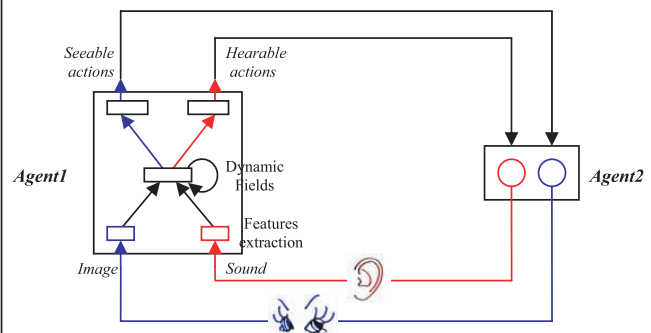 Seeable
actions
Hearable
actions
Agent1
Dynamic
Fields
Agent2
Features
extraction
Image
Sound